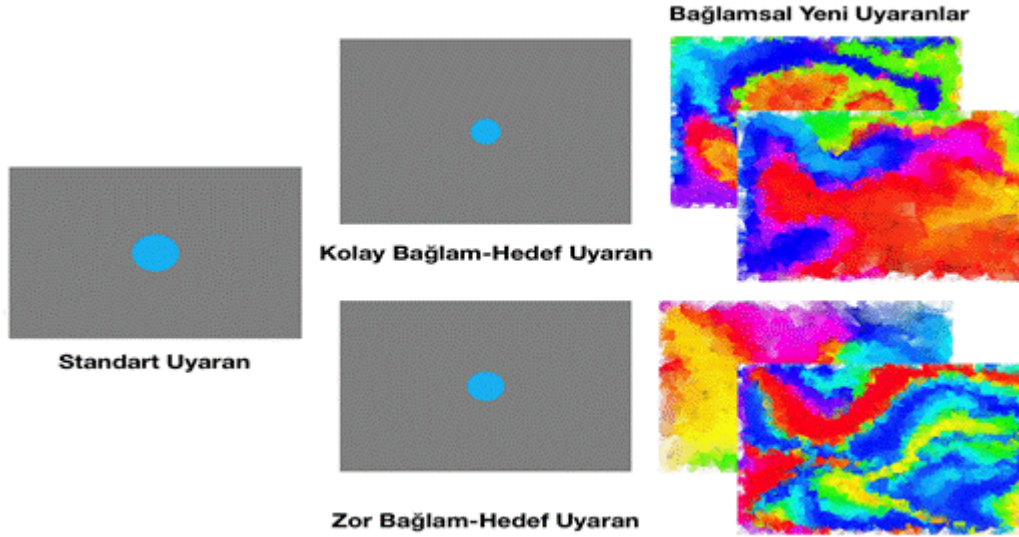 Bağlamsal Yeni Uyaranlar
Kolay Bağlam-Hedef Uyaran
Standart Uyaran
Zor Bağlam-Hedef Uyaran